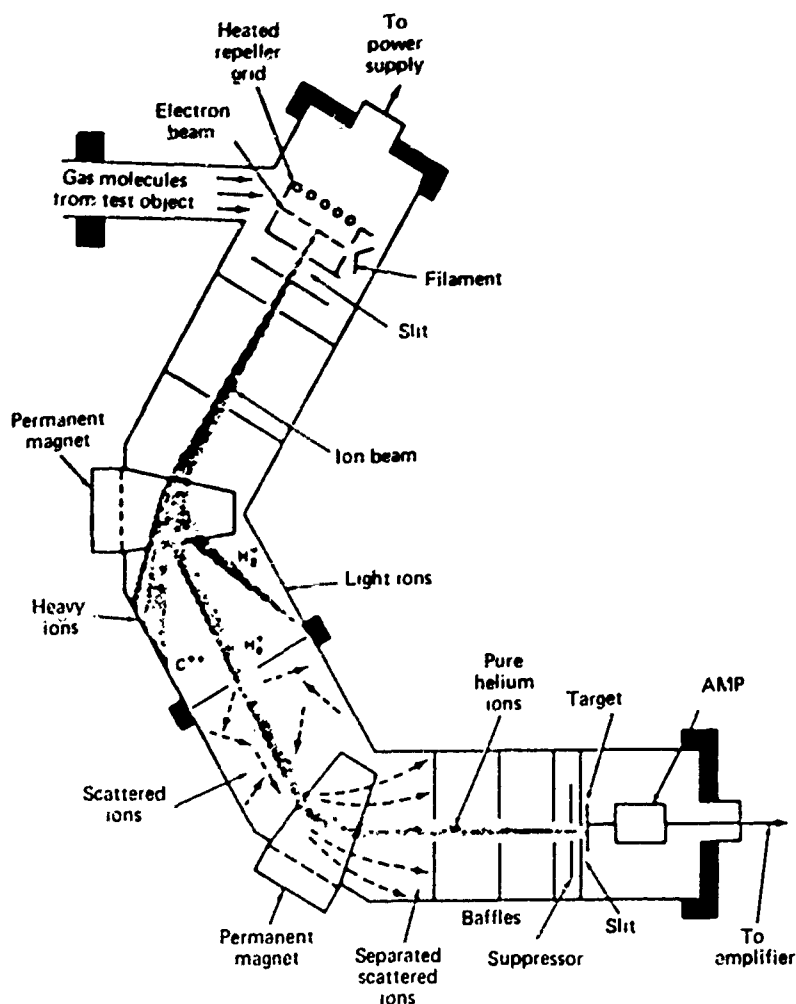 To
power
supply
Heated
repeller
grid
Electron
beam
Gas molecules
from test object
Filament
Slit
Permanent
magnet
Ion beam
H₂⁺
Light ions
Heavy
ions
C⁺⁺
H₆⁺
Pure
helium
ions
Target
AMP
Scattered
ions
Baffles
Slit
Permanent
magnet
Separated
scattered
ions
Suppressor
To
amplifier